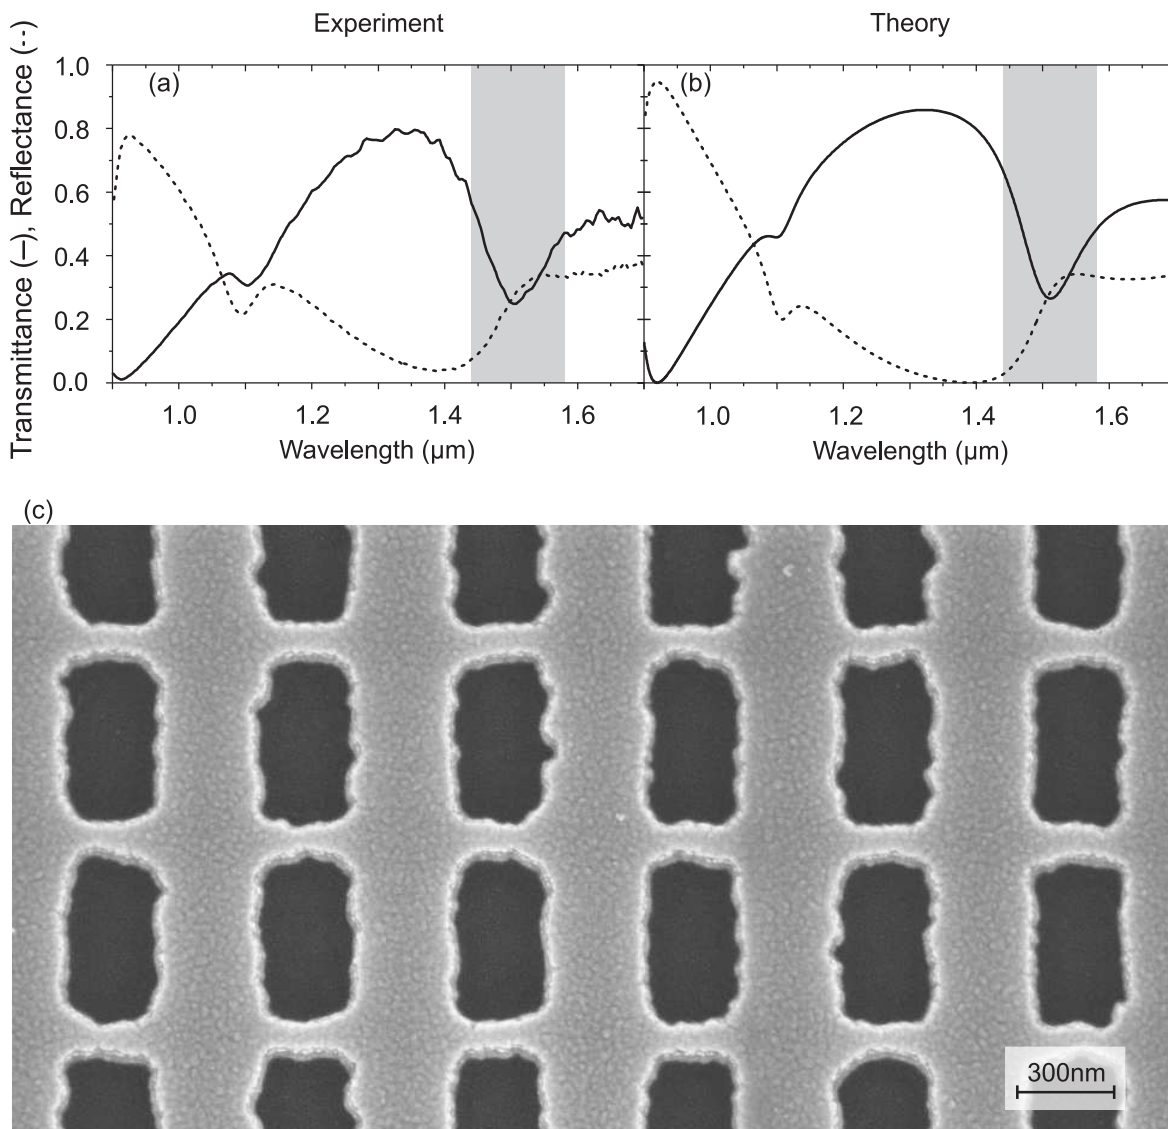 Experiment
Theory
Transmittance (–), Reflectance (--)
(a)
(b)
1.0
0.8
0.6
0.4
0.2
0.0
1.0 1.2 1.4 1.6
1.0 1.2 1.4 1.6
Wavelength (µm)
Wavelength (µm)
(c)
300nm